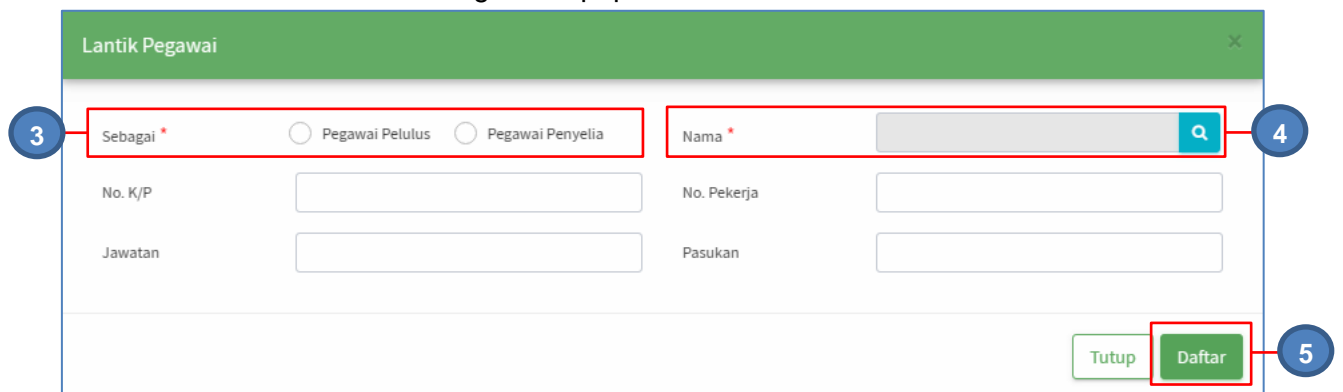 Lantik Pegawai ×
3 Sebagai * Pegawai Pelulus Pegawai Penyelia Nama * 4
No. K/P No. Pekerja
Jawatan Pasukan
Tutup Daftar 5